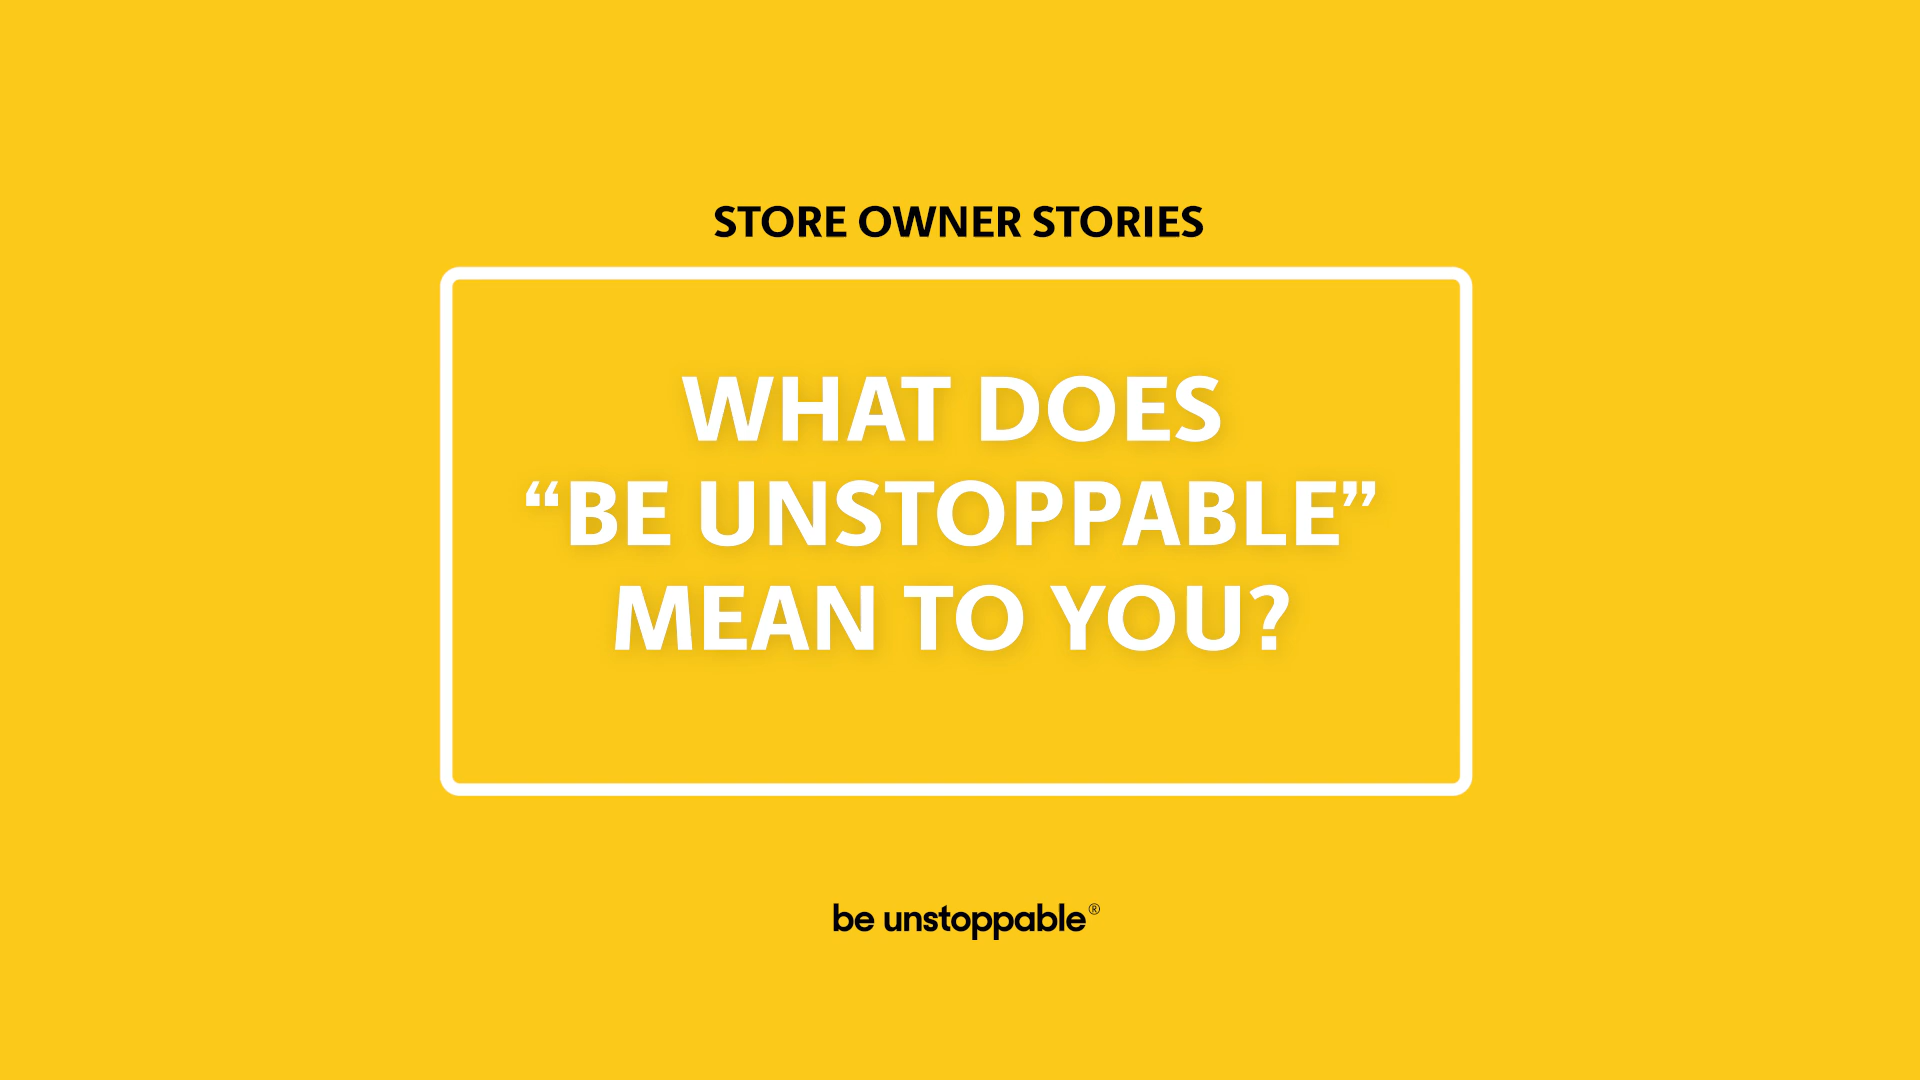 STORE OWNER STORIES
WHAT DOES
“BE UNSTOPPABLE”
MEAN TO YOU?
be unstoppable®